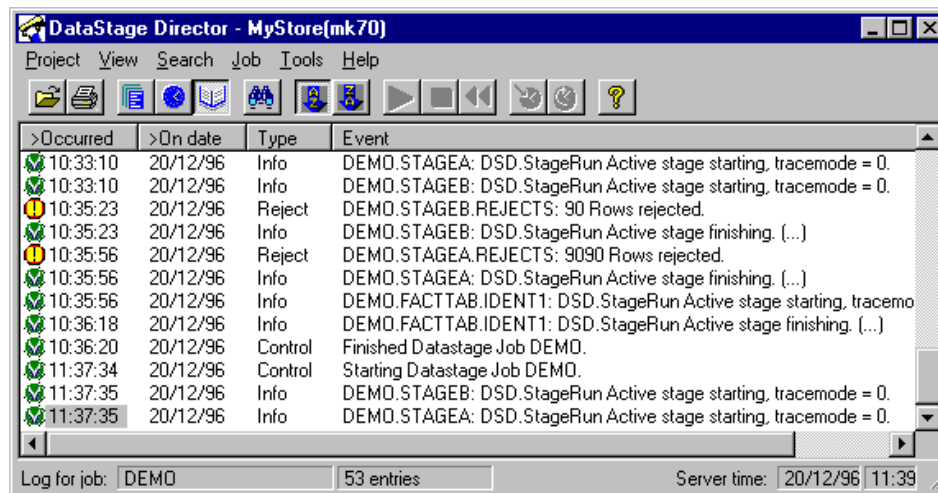 DataStage Director - MyStore(mk70)
Project View Search Job Tools Help
>Occurred >On date Type Event
10:33:10 20/12/96 Info DEMO.STAGEA: DSD.StageRun Active stage starting, tracemode = 0.
10:33:10 20/12/96 Info DEMO.STAGEB: DSD.StageRun Active stage starting, tracemode = 0.
10:35:23 20/12/96 Reject DEMO.STAGEB.REJECTS: 90 Rows rejected.
10:35:23 20/12/96 Info DEMO.STAGEB: DSD.StageRun Active stage finishing. (...)
10:35:56 20/12/96 Reject DEMO.STAGEA.REJECTS: 9090 Rows rejected.
10:35:56 20/12/96 Info DEMO.STAGEA: DSD.StageRun Active stage finishing. (...)
10:35:56 20/12/96 Info DEMO.FACTTAB.IDENT1: DSD.StageRun Active stage starting, tracemo
10:36:18 20/12/96 Info DEMO.FACTTAB.IDENT1: DSD.StageRun Active stage finishing. (...)
10:36:20 20/12/96 Control Finished Datastage Job DEMO.
11:37:34 20/12/96 Control Starting Datastage Job DEMO.
11:37:35 20/12/96 Info DEMO.STAGEB: DSD.StageRun Active stage starting, tracemode = 0.
11:37:35 20/12/96 Info DEMO.STAGEA: DSD.StageRun Active stage starting, tracemode = 0.
Log for job: DEMO 53 entries Server time: 20/12/96 11:39